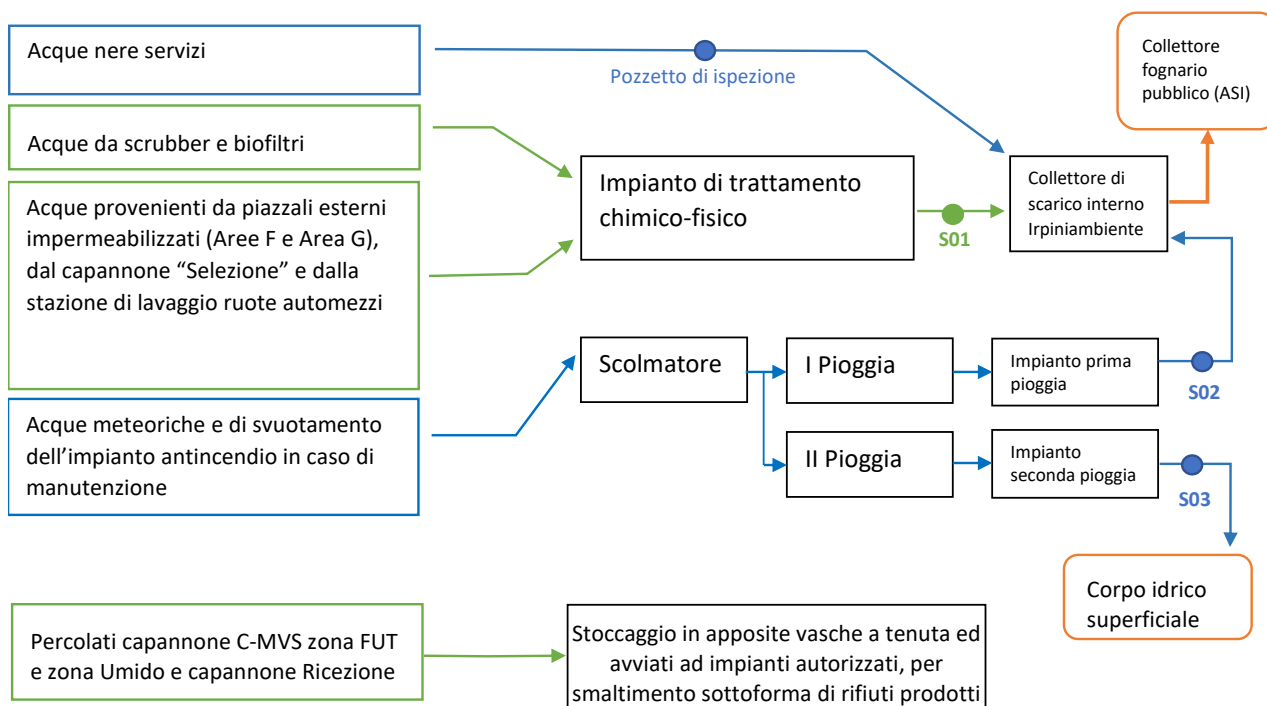 Acque nere servizi
Pozzetto di ispezione
Collettore
fognario
pubblico (ASI)
Acque da scrubber e biofiltri
Acque provenienti da piazzali esterni
impermeabilizzati (Aree F e Area G),
dal capannone “Selezione” e dalla
stazione di lavaggio ruote automezzi
Impianto di trattamento
chimico-fisico
S01
Collettore di
scarico interno
Irpiniambiente
Acque meteoriche e di svuotamento
dell’impianto antincendio in caso di
manutenzione
Scolmatore
I Pioggia
Impianto prima
pioggia
S02
II Pioggia
Impianto
seconda pioggia
S03
Corpo idrico
superficiale
Percolati capannone C-MVS zona FUT
e zona Umido e capannone Ricezione
Stoccaggio in apposite vasche a tenuta ed
avviati ad impianti autorizzati, per
smaltimento sottoforma di rifiuti prodotti